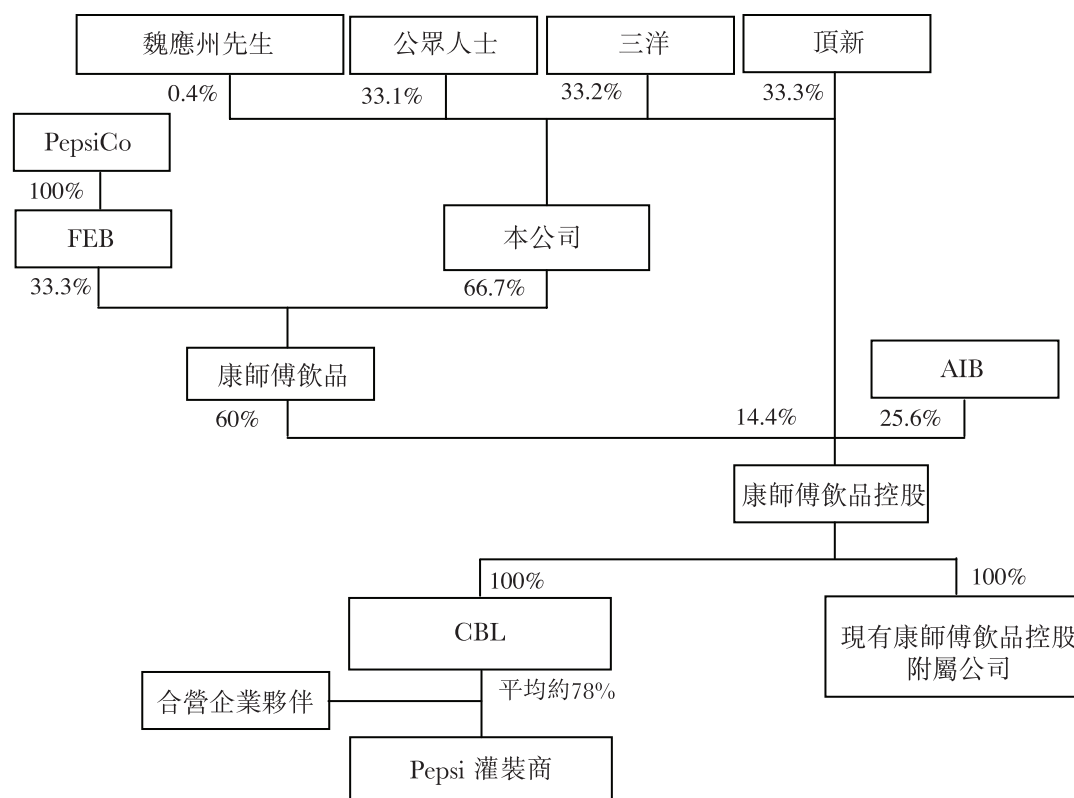 魏應州先生
公眾人士
三洋
頂新
0.4%
33.1%
33.2%
33.3%
PepsiCo
100%
FEB
本公司
33.3%
66.7%
康師傅飲品
AIB
60%
14.4%
25.6%
康師傅飲品控股
100%
100%
CBL
現有康師傅飲品控股
附屬公司
平均約78%
合營企業夥伴
Pepsi 灌裝商